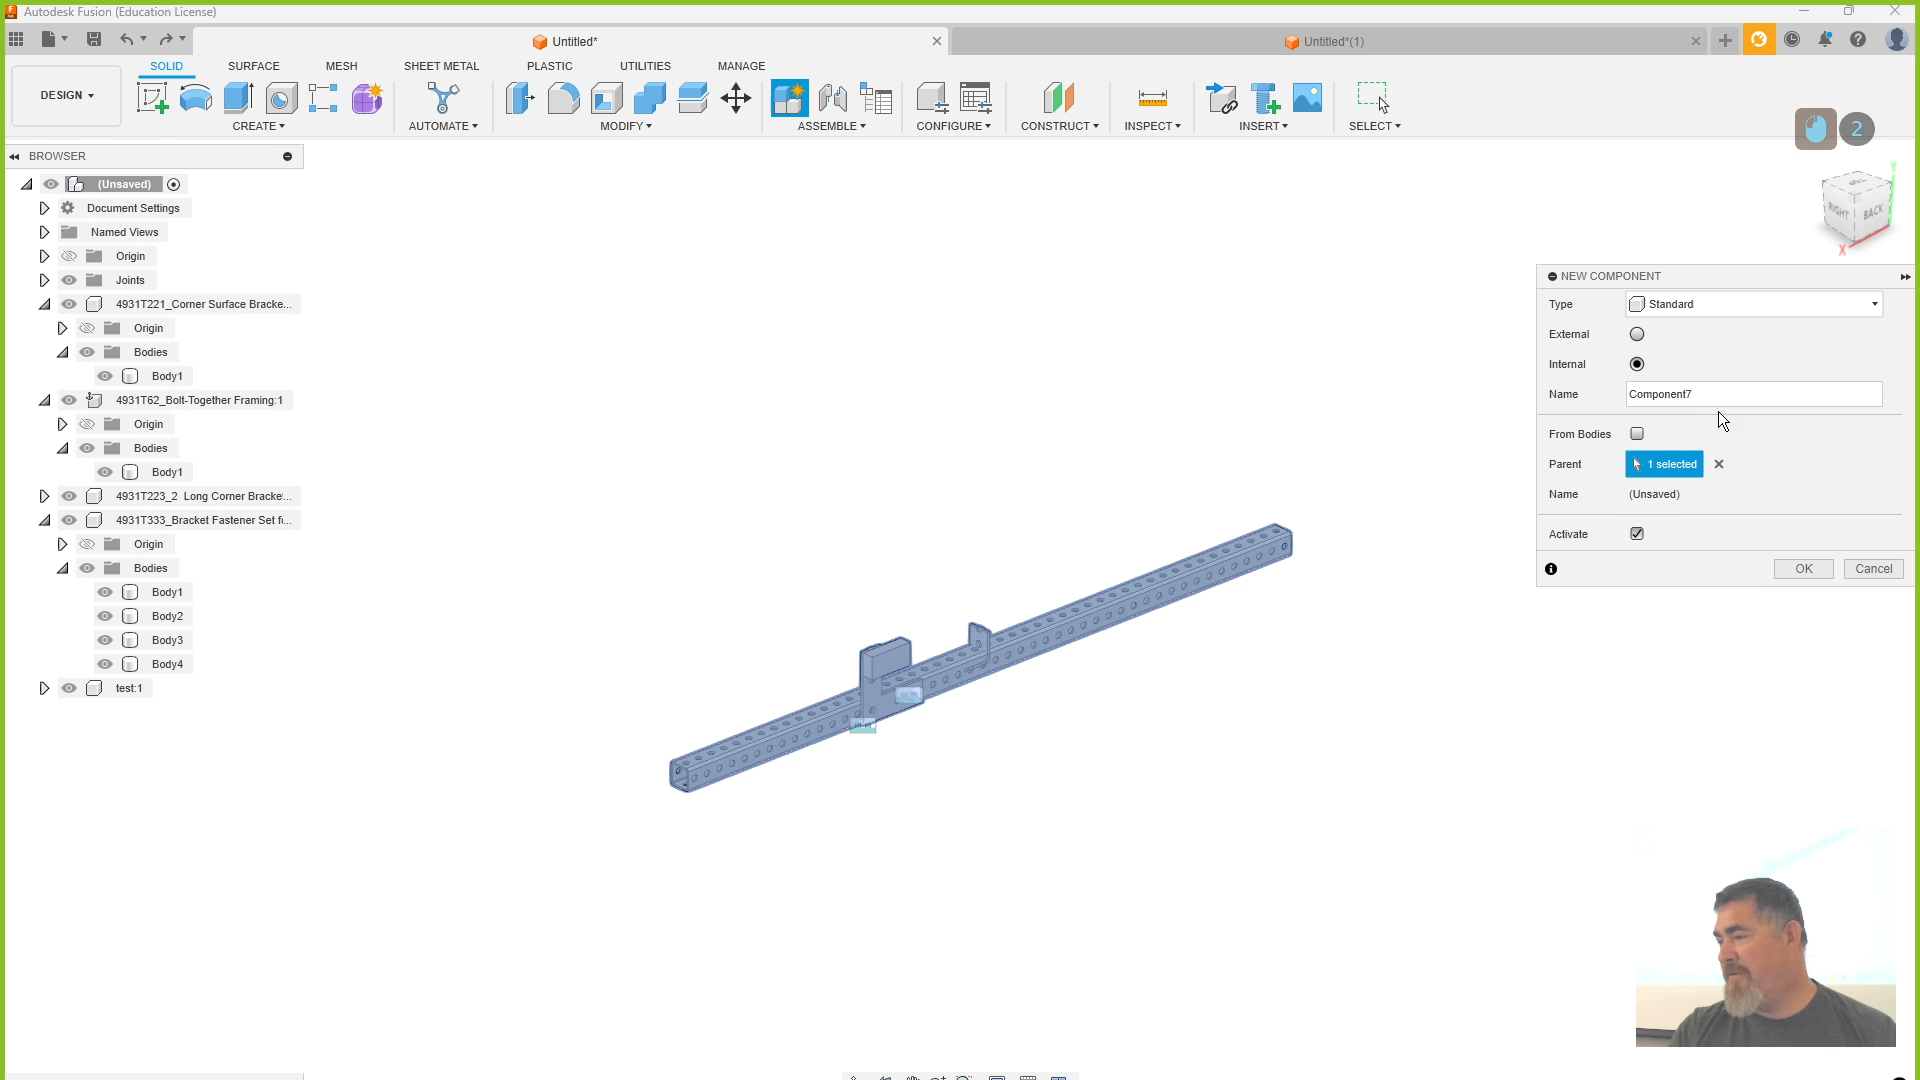 Autodesk Fusion (Education License)
Untitled*
Untitled*(1)
DESIGN
SOLID
SURFACE
MESH
SHEET METAL
PLASTIC
UTILITIES
MANAGE
CREATE
AUTOMATE
MODIFY
ASSEMBLE
CONFIGURE
CONSTRUCT
INSPECT
INSERT
SELECT
2
BROWSER
(Unsaved)
Document Settings
Named Views
Origin
Joints
4931T221_Corner Surface Bracke...
Origin
Bodies
Body1
4931T62_Bolt-Together Framing:1
Origin
Bodies
Body1
4931T223_2 Long Corner Bracke...
4931T333_Bracket Fastener Set f...
Origin
Bodies
Body1
Body2
Body3
Body4
test:1
Y
RIGHT
BACK
X
NEW COMPONENT
Type
Standard
External
Internal
Name
Component7
From Bodies
Parent
1 selected
Name
(Unsaved)
Activate
OK
Cancel